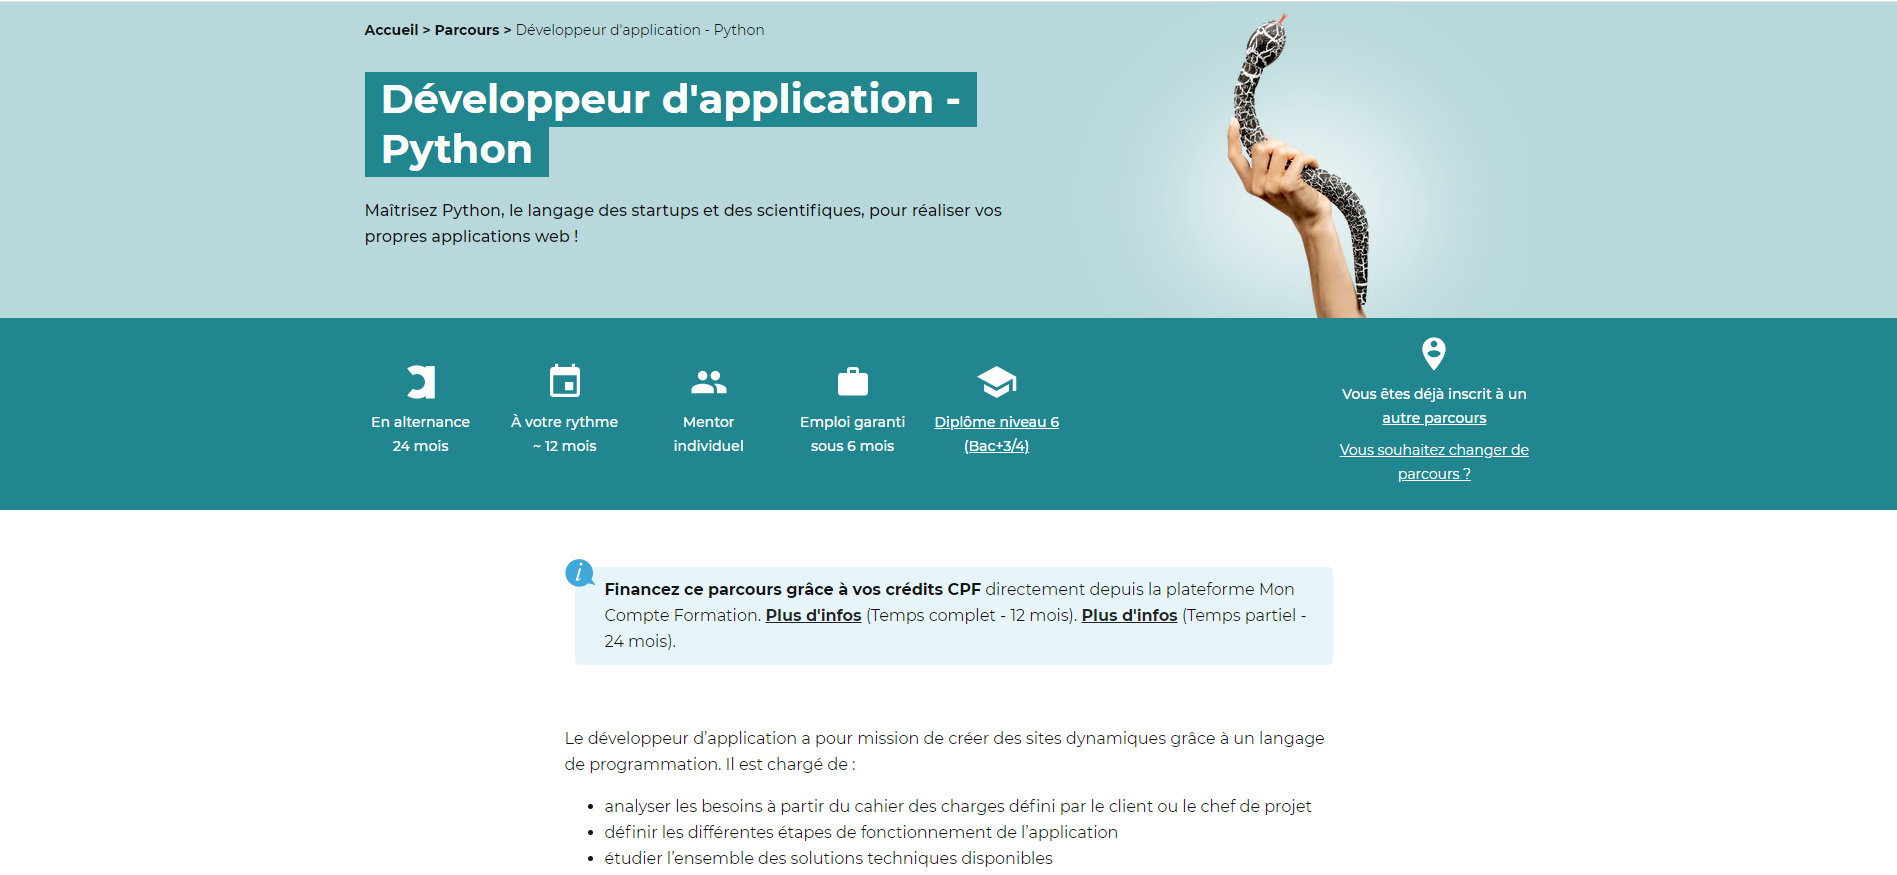 Accueil > Parcours > Développeur d'application - Python
Développeur d'application -
Python
Maîtrisez Python, le langage des startups et des scientifiques, pour réaliser vos
propres applications web !
En alternance
24 mois
À votre rythme
~ 12 mois
Mentor
individuel
Emploi garanti
sous 6 mois
Diplôme niveau 6
(Bac+3/4)
Vous êtes déjà inscrit à un
autre parcours
Vous souhaitez changer de
parcours ?
i
Financez ce parcours grâce à vos crédits CPF directement depuis la plateforme Mon
Compte Formation. Plus d'infos (Temps complet - 12 mois). Plus d'infos (Temps partiel -
24 mois).
Le développeur d’application a pour mission de créer des sites dynamiques grâce à un langage
de programmation. Il est chargé de :
• analyser les besoins à partir du cahier des charges défini par le client ou le chef de projet
• définir les différentes étapes de fonctionnement de l’application
• étudier l’ensemble des solutions techniques disponibles